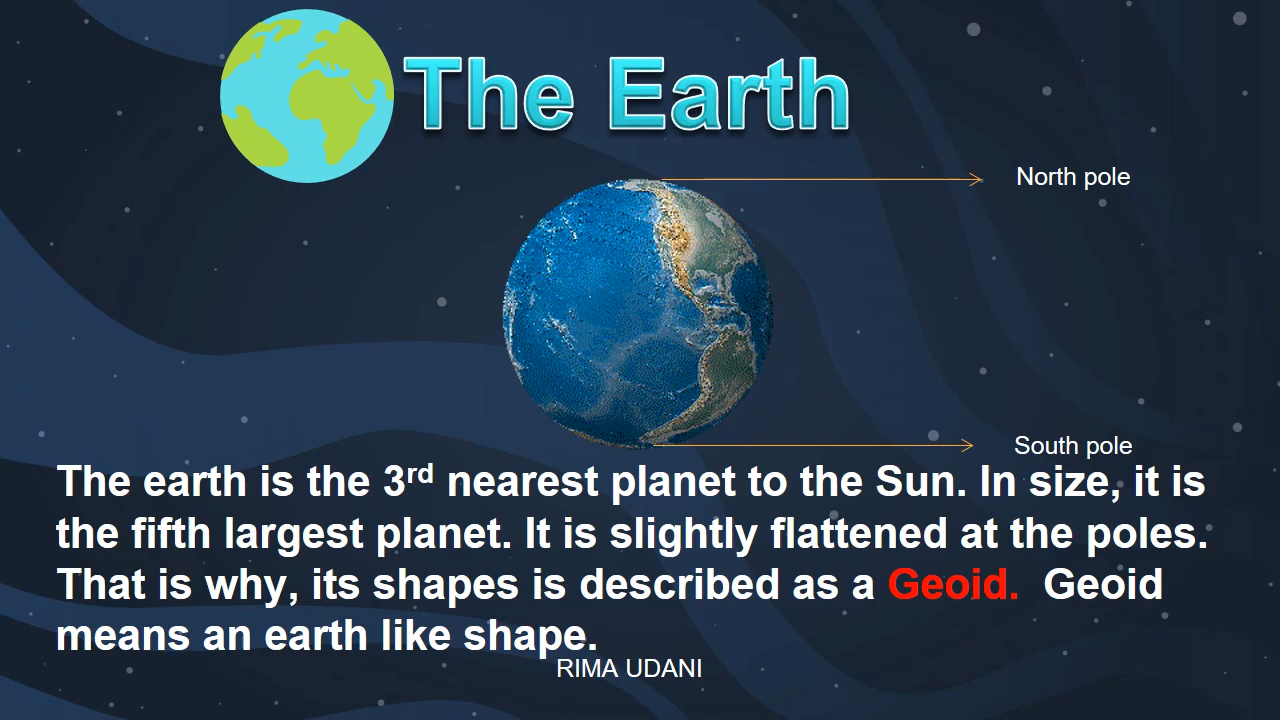 The Earth
North pole
South pole
The earth is the 3rd nearest planet to the Sun. In size, it is
the fifth largest planet. It is slightly flattened at the poles.
That is why, its shapes is described as a Geoid.  Geoid
means an earth like shape.
RIMA UDANI